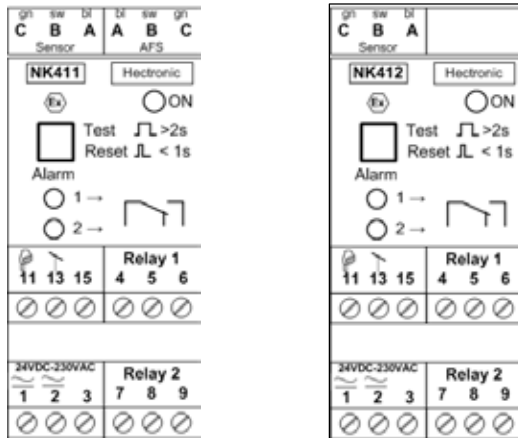 gn sw bl bl sw gn
C B A A B C
Sensor AFS
NK411 Hectronic
Ex ON
Test >2s
Reset < 1s
Alarm
1 →
2 →
Relay 1
11 13 15 4 5 6
24VDC-230VAC Relay 2
1 2 3 7 8 9
gn sw bl
C B A
Sensor
NK412 Hectronic
Ex ON
Test >2s
Reset < 1s
Alarm
1 →
2 →
Relay 1
11 13 15 4 5 6
24VDC-230VAC Relay 2
1 2 3 7 8 9